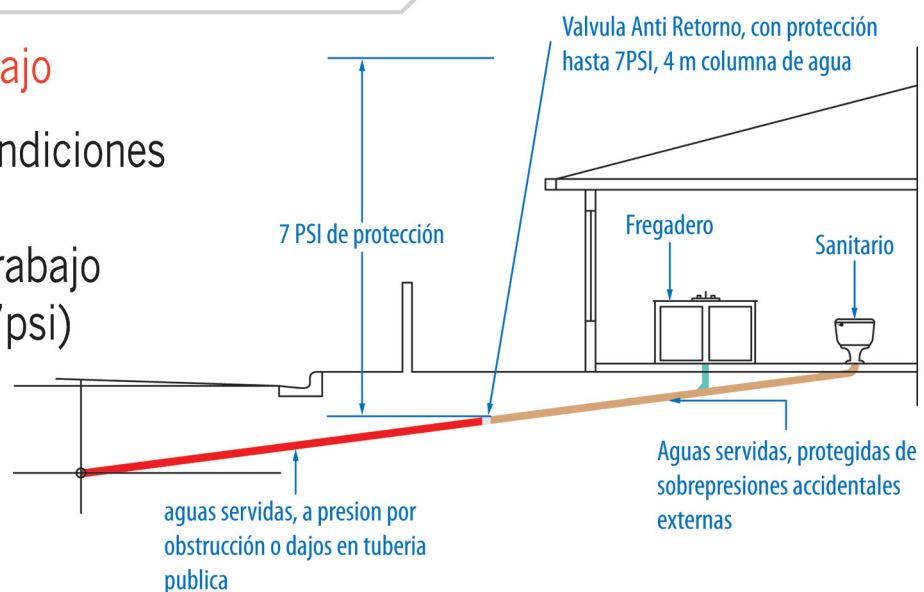 ajo
ndiciones
rabajo
7psi)
Valvula Anti Retorno, con protección
hasta 7PSI, 4 m columna de agua
7 PSI de protección
Fregadero
Sanitario
Aguas servidas, protegidas de
sobrepresiones accidentales
externas
aguas servidas, a presion por
obstrucción o dajos en tuberia
publica